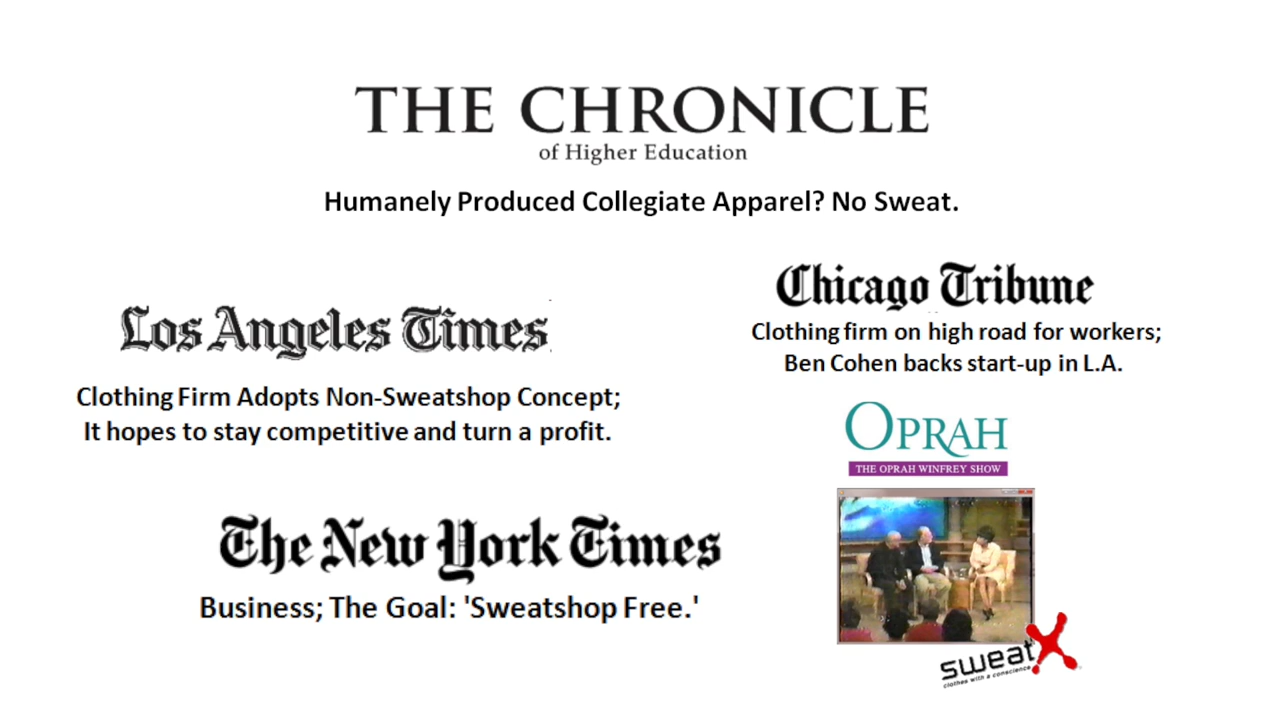 THE CHRONICLE
of Higher Education
Humanely Produced Collegiate Apparel? No Sweat.
Los Angeles Times
Clothing Firm Adopts Non-Sweatshop Concept;
It hopes to stay competitive and turn a profit.
Chicago Tribune
Clothing firm on high road for workers;
Ben Cohen backs start-up in L.A.
OPRAH
THE OPRAH WINFREY SHOW
The New York Times
Business; The Goal: 'Sweatshop Free.'
sweatX
clothes with a conscience